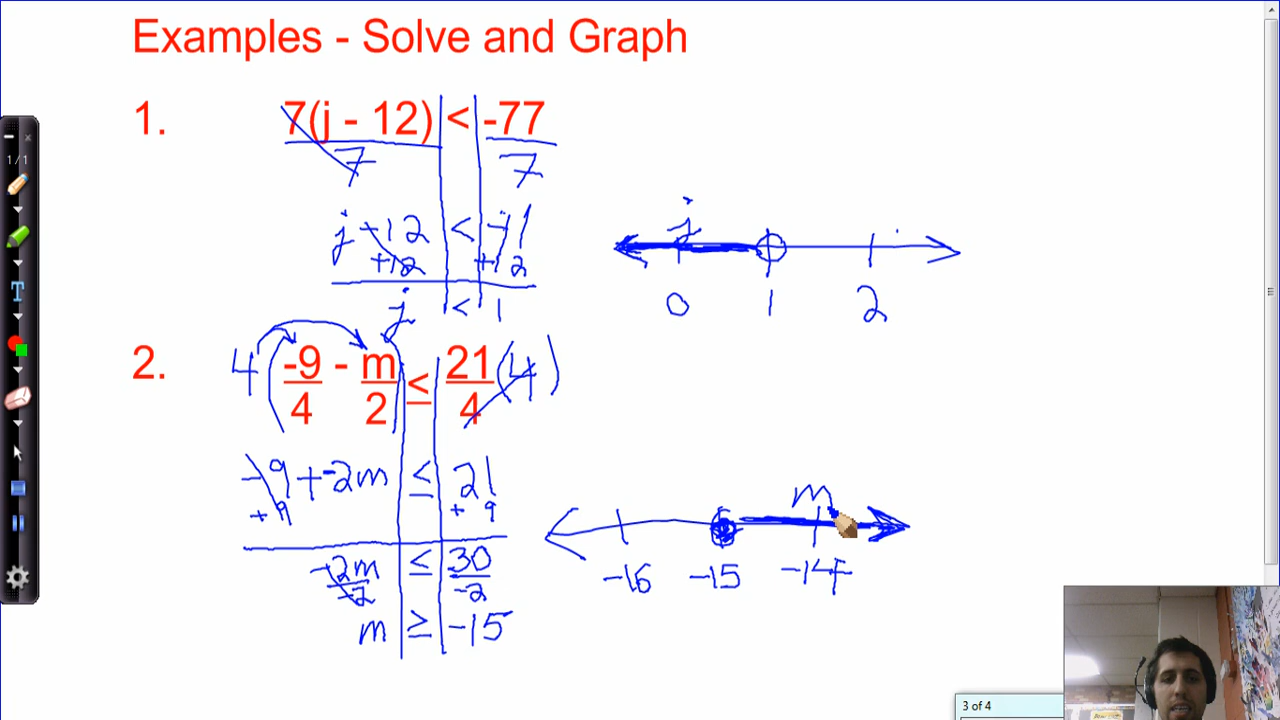 Examples - Solve and Graph
1. 7(j - 12) < -77
7 7
j -12 < -11
+12 +12
j < 1
j
0 1 2
2. 4(-9/4 - m/2) ≤ 21/4 (4)
-9 + -2m ≤ 21
+9 + 9
-2m ≤ 30
-2 -2
m ≥ -15
m
-16 -15 -14
1/1
T
3 of 4